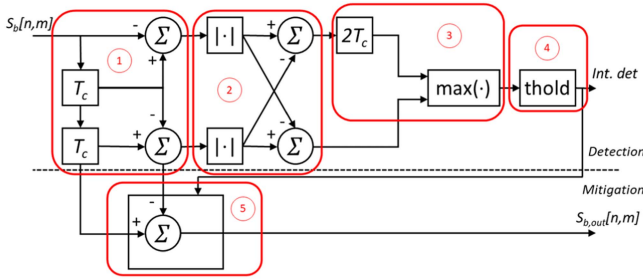 S_b[n,m]
- Σ |·| + Σ 2T_c ③ ④
① + ② -
T_c max(·) thold Int. det
- -
T_c + Σ |·| + Σ
Detection
Mitigation
- ⑤
+ Σ S_b,out[n,m]